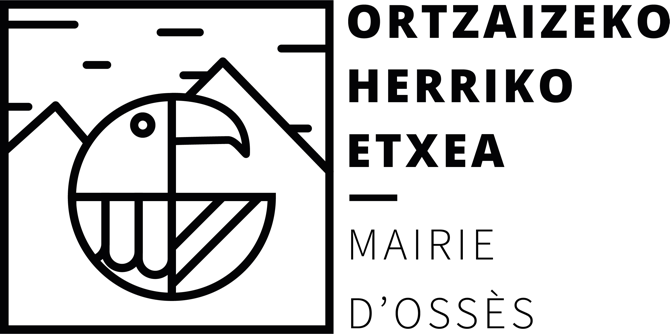 ORTZAIZEKO
HERRIKO
ETXEA
MAIRIE
D’OSSÈS